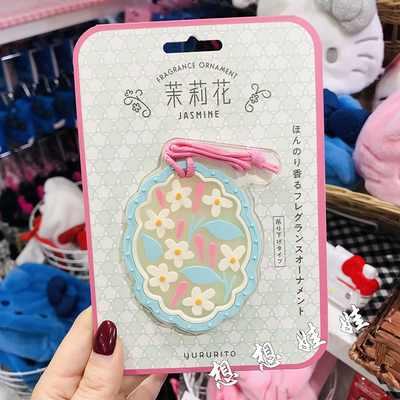 FRAGRANCE ORNAMENT
茉莉花
JASMINE
ほんのり香るフレグランスオーナメント
吊り下げタイプ
YURURITO
想想娃娃